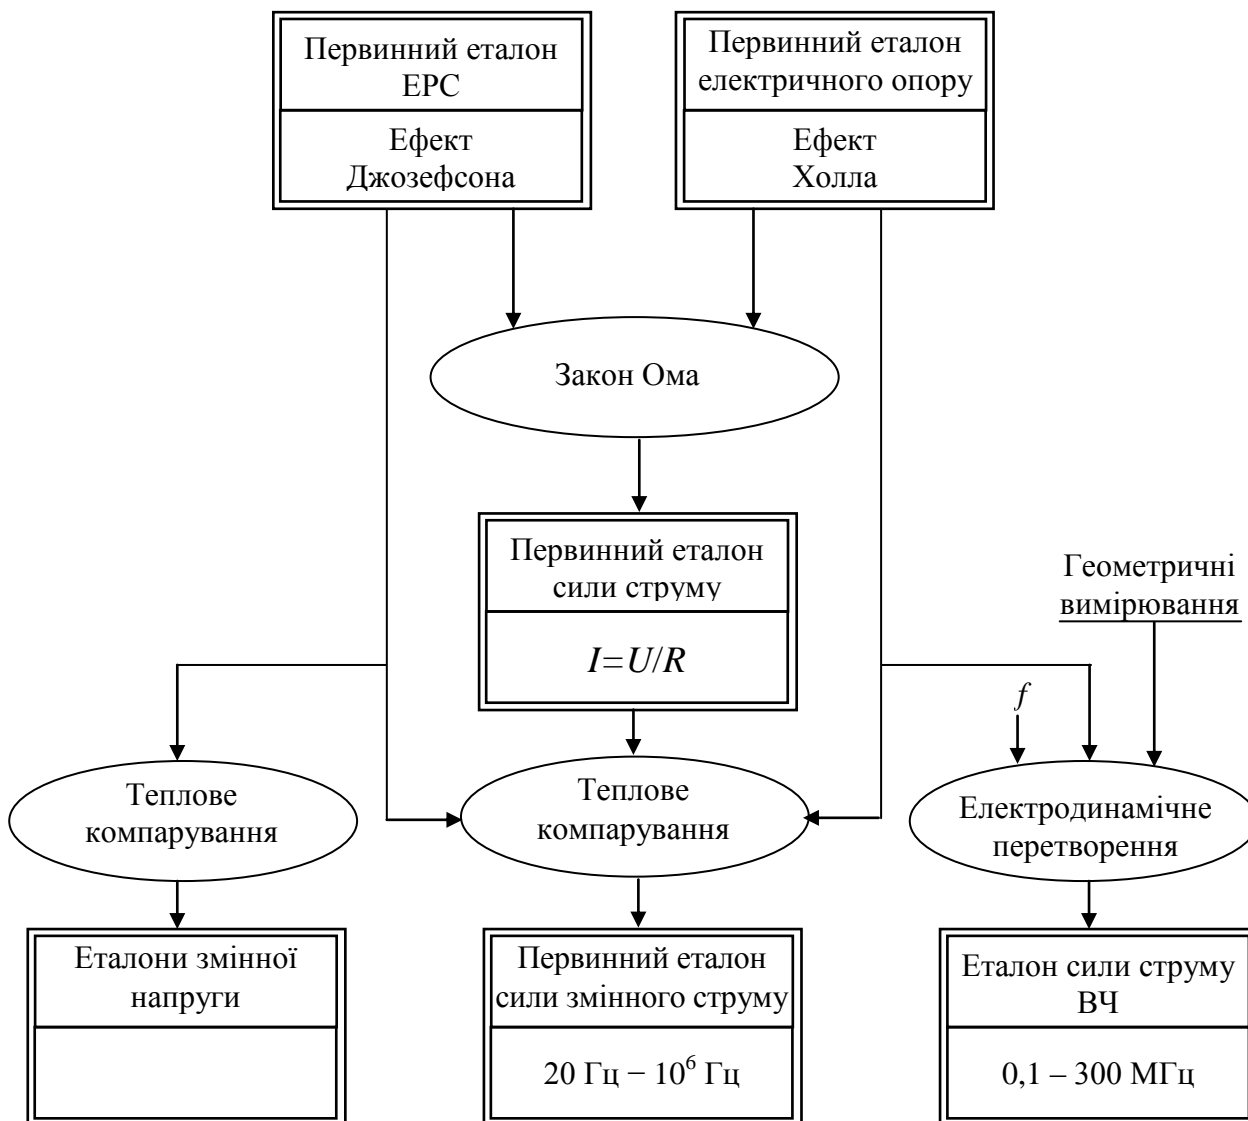 Первинний еталон
ЕРС
Ефект
Джозефсона
Первинний еталон
електричного опору
Ефект
Холла
Закон Ома
Первинний еталон
сили струму
I=U/R
Геометричні
вимірювання
f
Теплове
компарування
Теплове
компарування
Електродинамічне
перетворення
Еталони змінної
напруги
Первинний еталон
сили змінного струму
20 Гц − 10⁶ Гц
Еталон сили струму
ВЧ
0,1 – 300 МГц